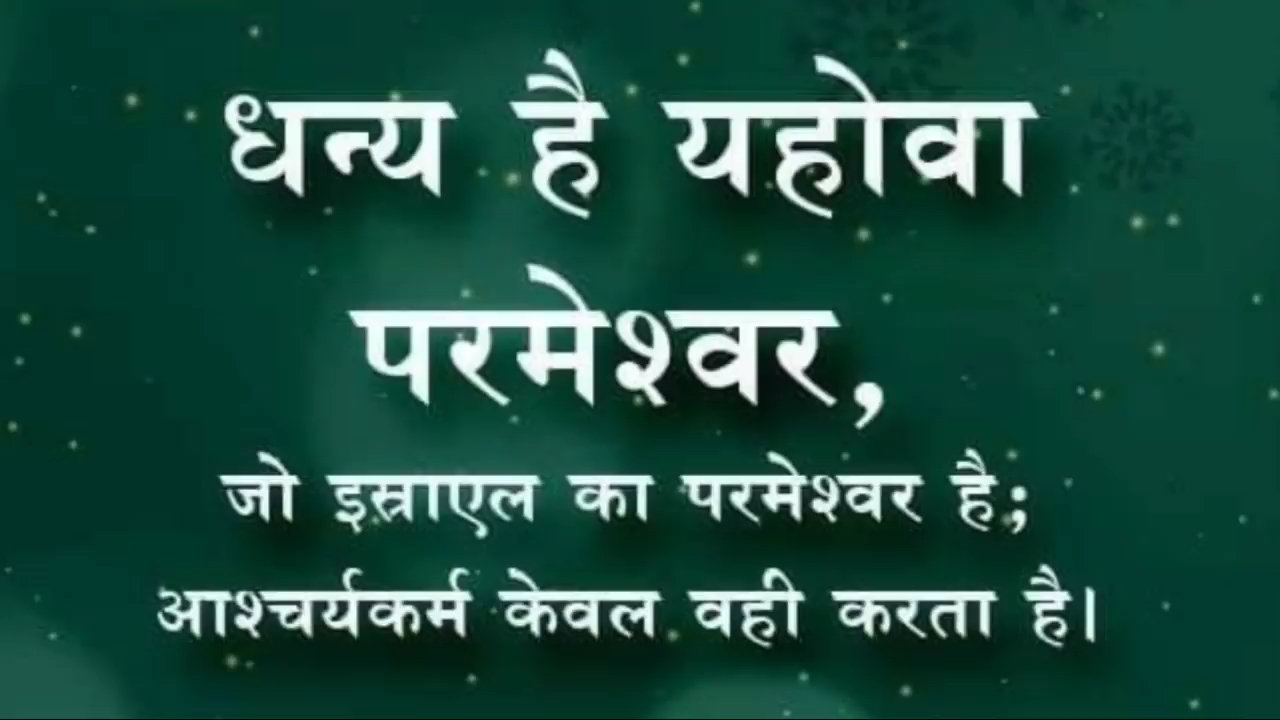 धन्य है यहोवा
परमेश्वर,
जो इस्राएल का परमेश्वर है;
आश्चर्यकर्म केवल वही करता है।